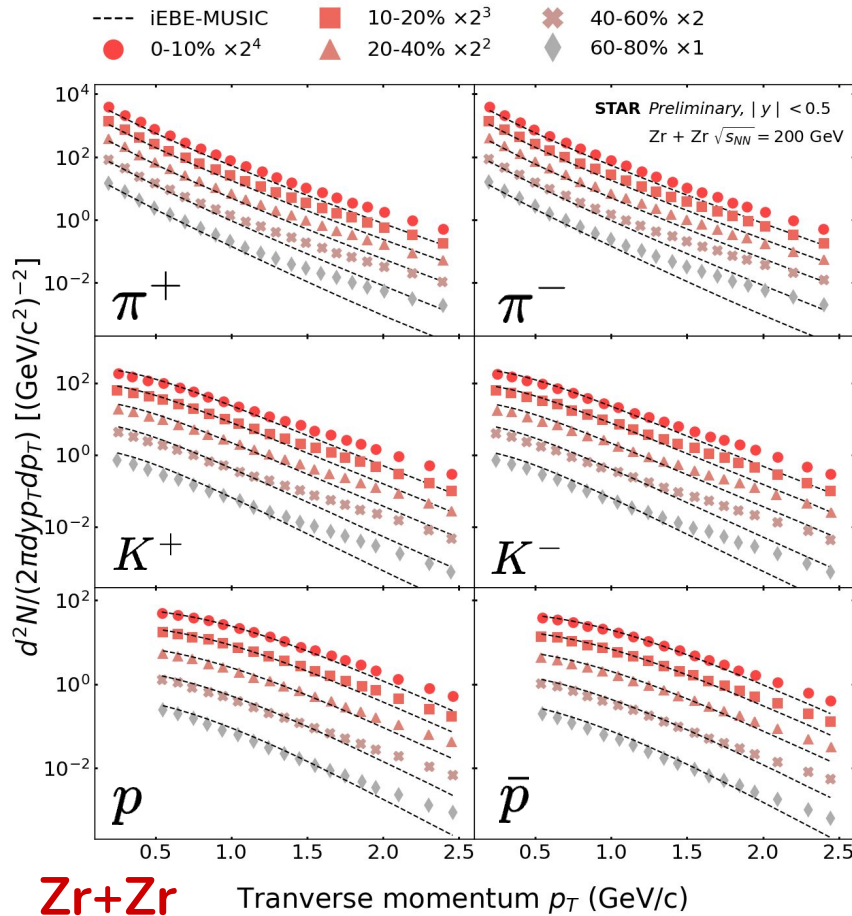 iEBE-MUSIC 10-20% ×2³ 40-60% ×2
0-10% ×2⁴ 20-40% ×2² 60-80% ×1
d²N/(2πdyp_Tdp_T) [(GeV/c²)⁻²]
10⁴
10²
10⁰
10⁻²
π⁺
STAR Preliminary, | y | < 0.5
Zr + Zr √s_NN = 200 GeV
π⁻
10²
10⁰
10⁻²
K⁺
K⁻
10²
10⁰
10⁻²
p
p̄
0.5 1.0 1.5 2.0 2.5 0.5 1.0 1.5 2.0 2.5
Zr+Zr Tranverse momentum p_T (GeV/c)